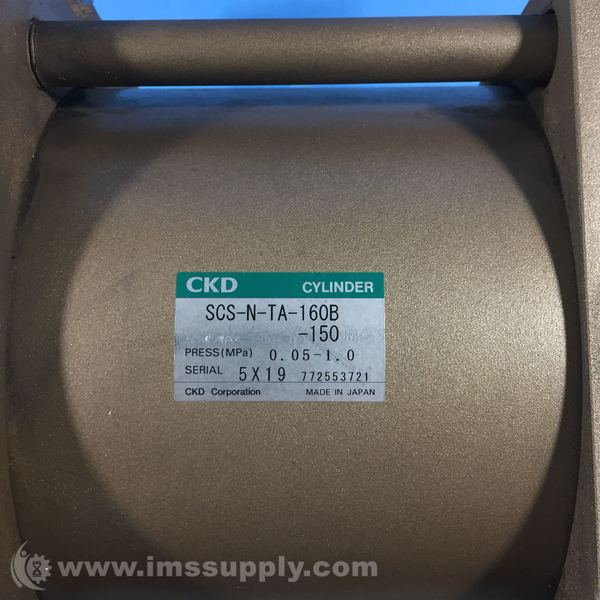 CKD CYLINDER
SCS-N-TA-160B
-150
PRESS(MPa) 0.05-1.0
SERIAL 5X19 772553721
CKD Corporation MADE IN JAPAN
www.imssupply.com